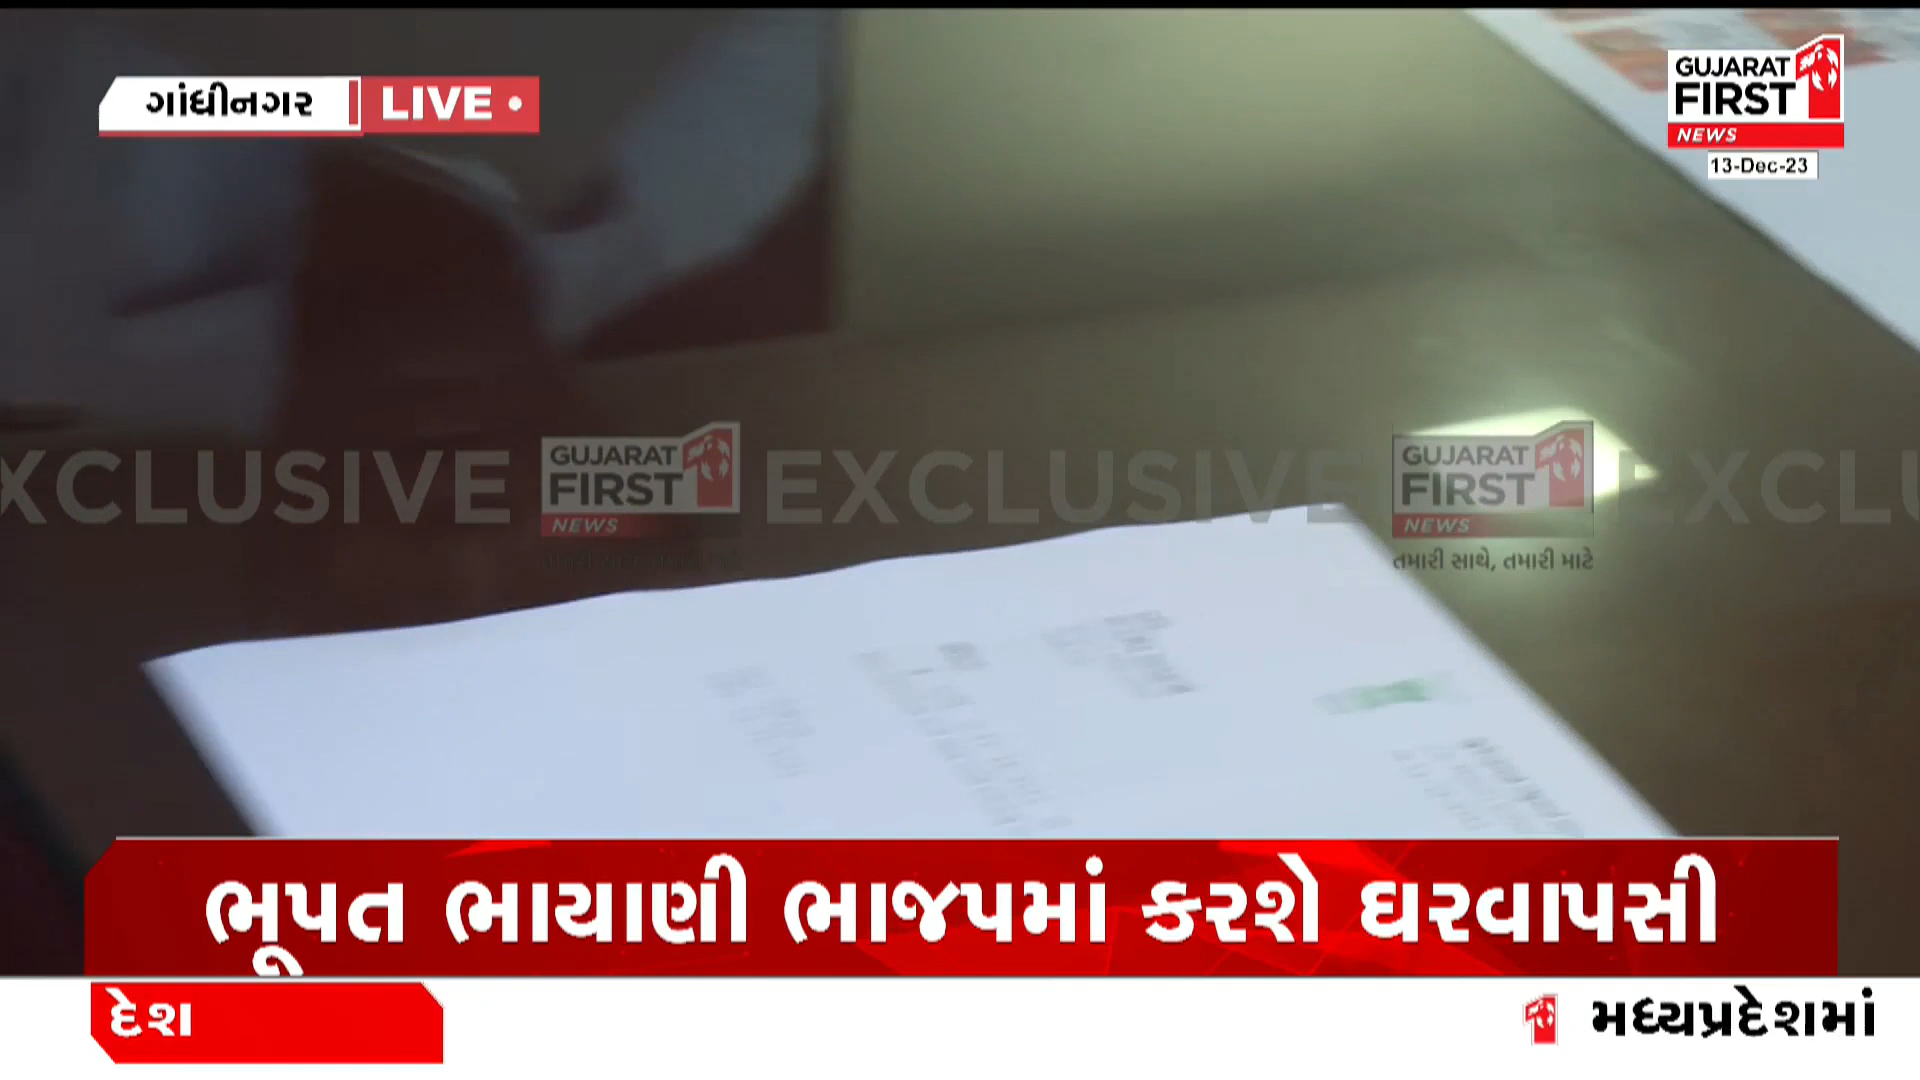 ગાંધીનગર LIVE
GUJARAT
FIRST
NEWS
13-Dec-23
XCLUSIVE GUJARAT FIRST NEWS EXCLUSIVE GUJARAT FIRST NEWS EXCLU
તમારી સાથે, તમારી માટે
ભૂપત ભાયાણી ભાજપમાં કરશે ઘરવાપસી
દેશ
મધ્યપ્રદેશમાં